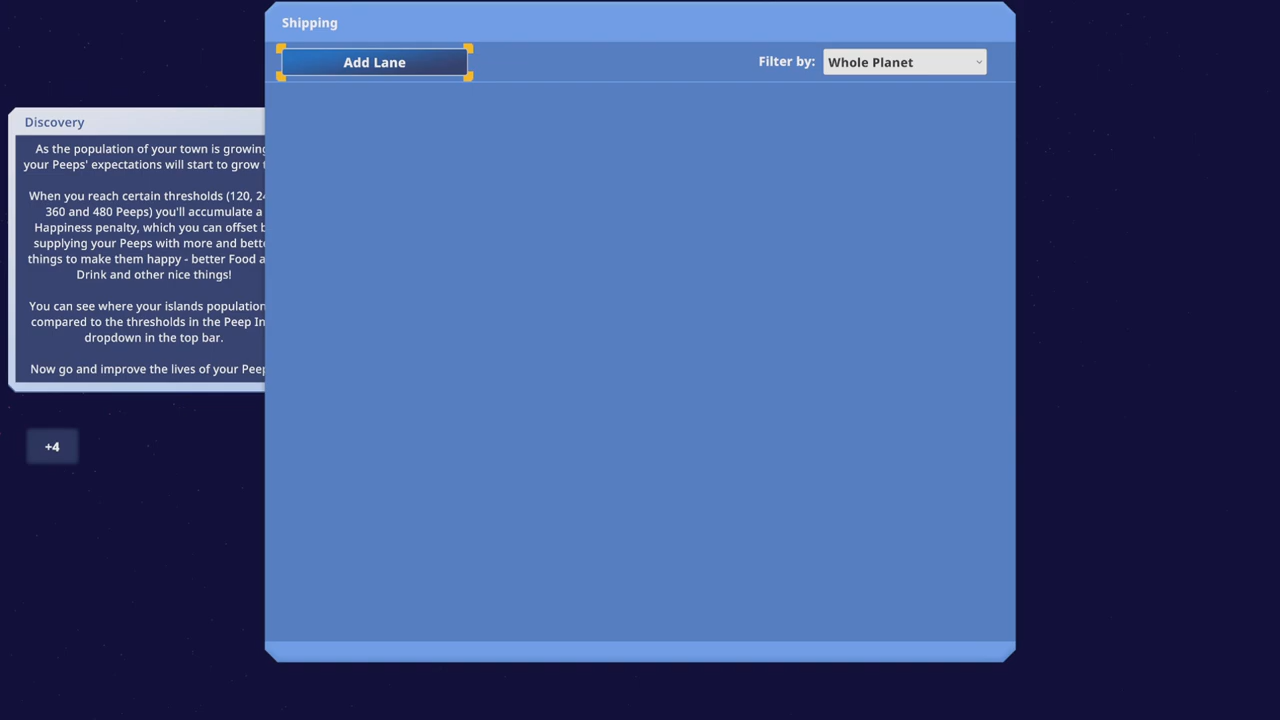 Shipping
Add Lane
Filter by:
Whole Planet
Discovery
As the population of your town is growing
your Peeps' expectations will start to grow
When you reach certain thresholds (120,
360 and 480 Peeps) you'll accumulate a
Happiness penalty, which you can offset
supplying your Peeps with more and
things to make them happy - better Food
Drink and other nice things!
You can see where your islands population
compared to the thresholds in the Peep
dropdown in the top bar.
Now go and improve the lives of your
+4